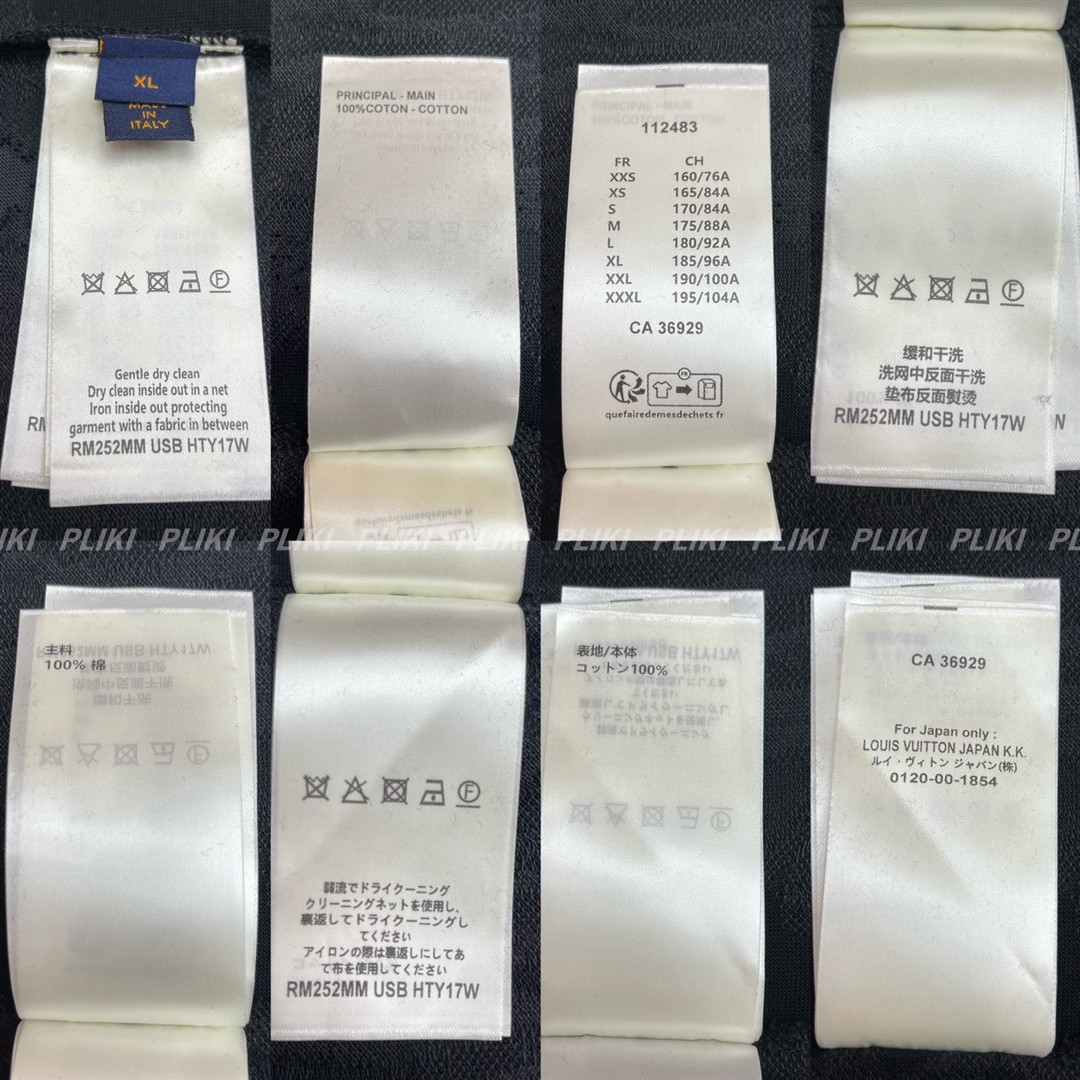 XL
MADE
IN
ITALY
Gentle dry clean
Dry clean inside out in a net
Iron inside out protecting
garment with a fabric in between
RM252MM USB HTY17W
PRINCIPAL - MAIN
100%COTON - COTTON
quefairedemesdechets.fr
PRINCIPAL - MAIN
112483
FR CH
XXS 160/76A
XS 165/84A
S 170/84A
M 175/88A
L 180/92A
XL 185/96A
XXL 190/100A
XXXL 195/104A
CA 36929
FR
quefairedemesdechets.fr
F
缓和干洗
洗网中反面干洗
垫布反面熨烫
RM252MM USB HTY17W
PLIKI PLIKI PLIKI PLIKI PLIKI PLIKI PLIKI PLIKI PLIKI PLIKI
主料
100% 棉
F
弱流でドライクーニング
クリーニングネットを使用し、
裏返してドライクーニングし
てください
アイロンの際は裏返しにしてあ
て布を使用してください
RM252MM USB HTY17W
表地/本体
コットン100%
CA 36929
For Japan only :
LOUIS VUITTON JAPAN K.K.
ルイ・ヴィトン ジャパン(株)
0120-00-1854